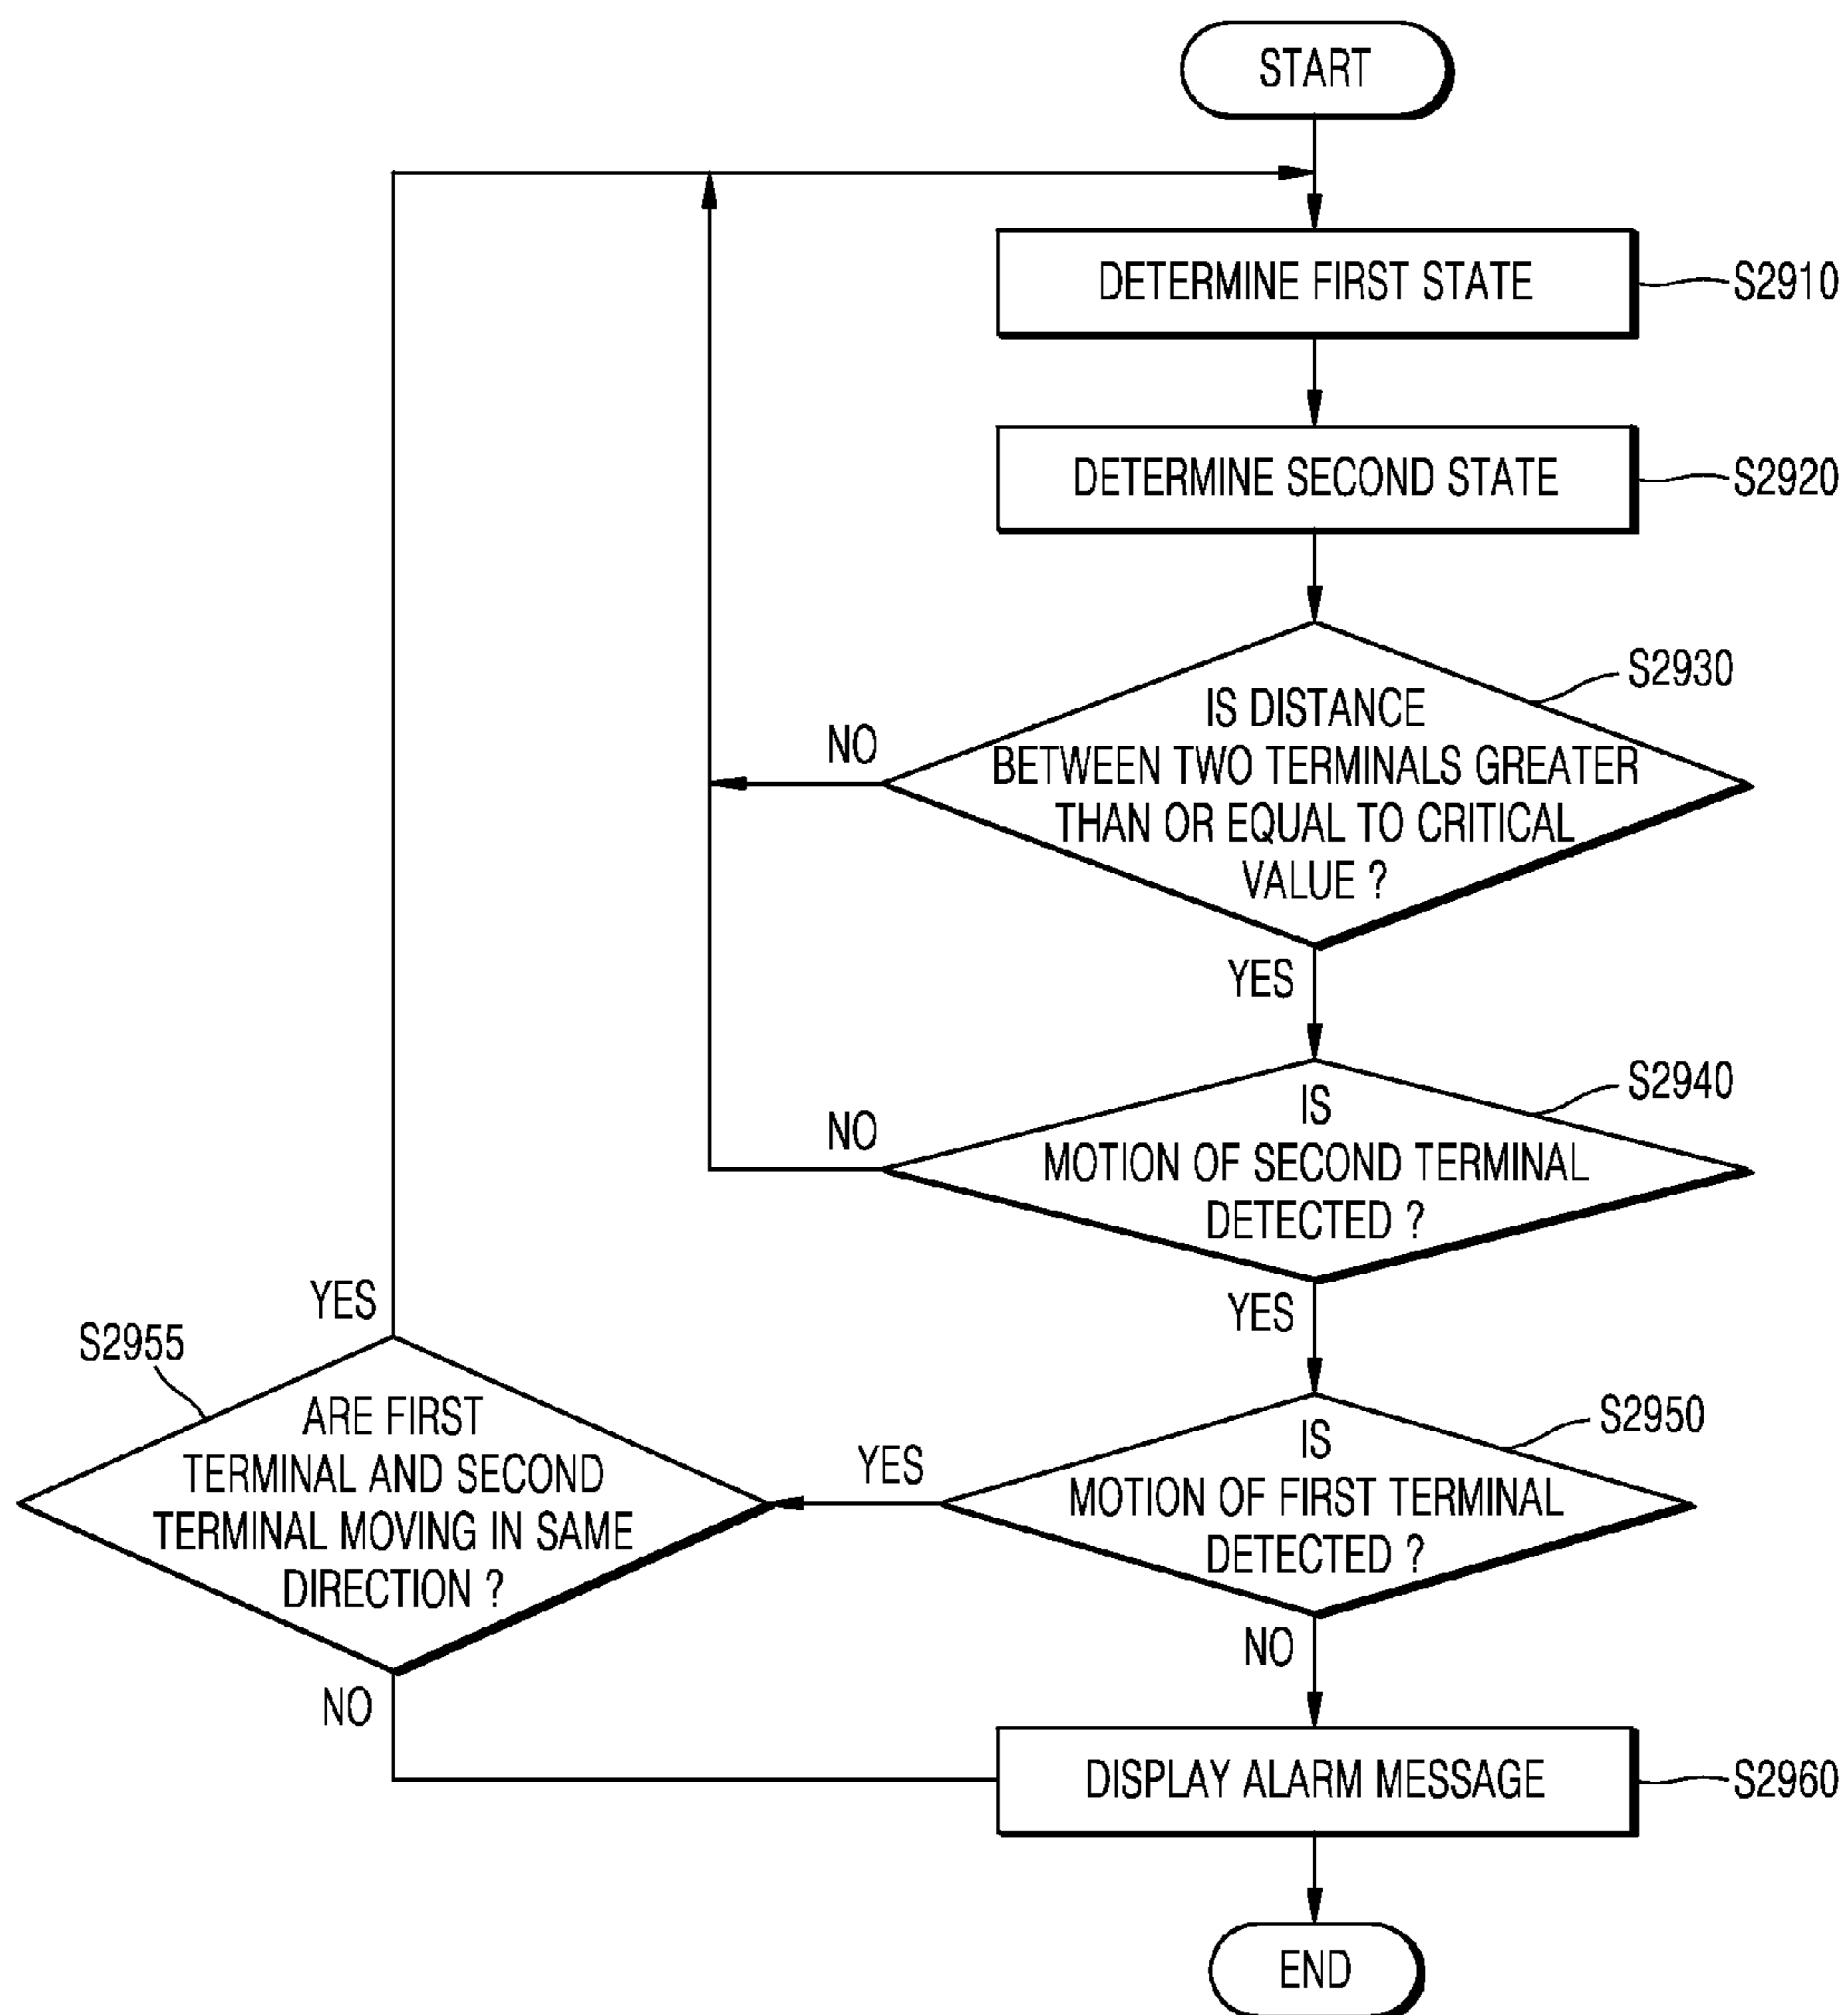 START
DETERMINE FIRST STATE
S2910
DETERMINE SECOND STATE
S2920
S2930
IS DISTANCE
BETWEEN TWO TERMINALS GREATER
THAN OR EQUAL TO CRITICAL
VALUE ?
NO
YES
S2940
IS
MOTION OF SECOND TERMINAL
DETECTED ?
NO
YES
S2950
IS
MOTION OF FIRST TERMINAL
DETECTED ?
YES
NO
S2955
YES
ARE FIRST
TERMINAL AND SECOND
TERMINAL MOVING IN SAME
DIRECTION ?
NO
DISPLAY ALARM MESSAGE
S2960
END